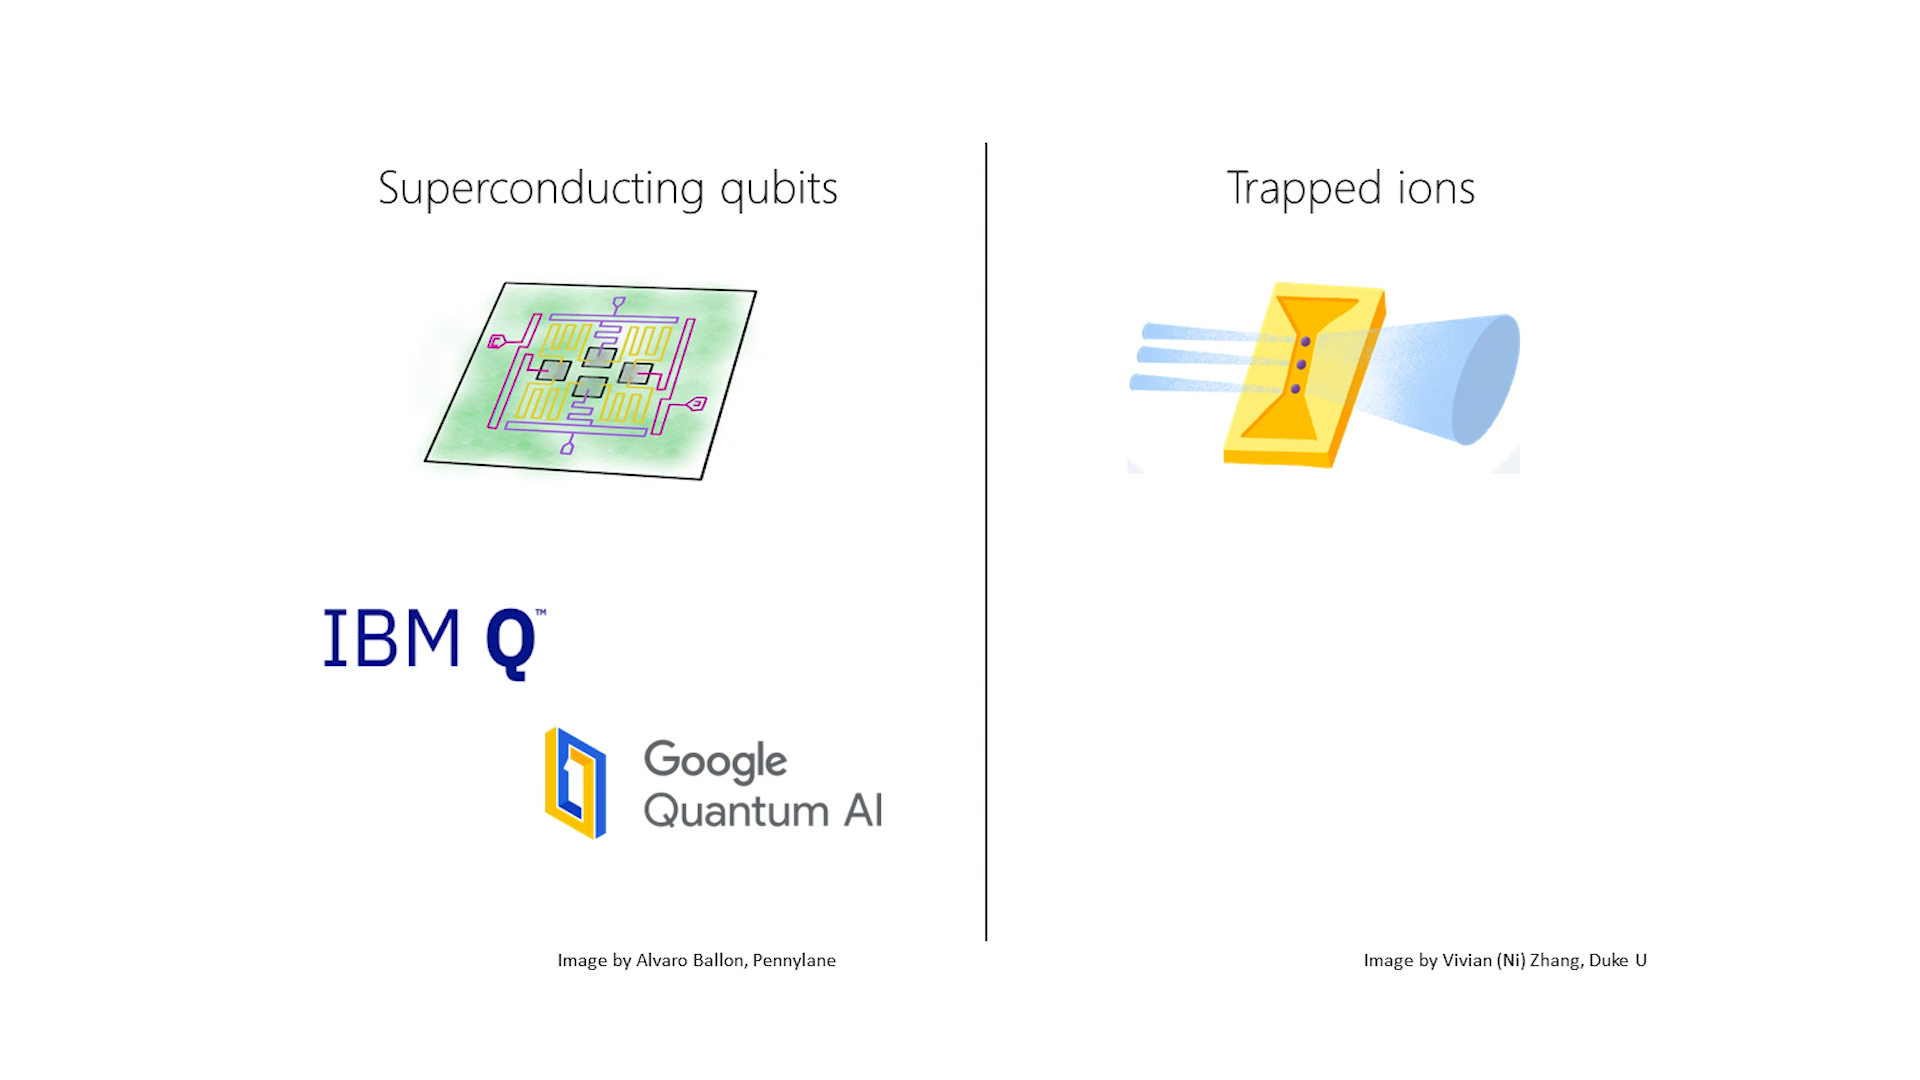 Superconducting qubits
Trapped ions
IBM Q™
Google
Quantum AI
Image by Alvaro Ballon, Pennylane
Image by Vivian (Ni) Zhang, Duke U